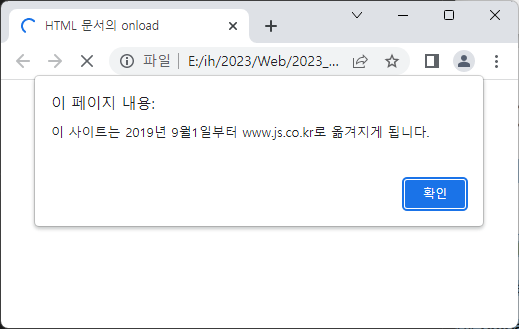 HTML 문서의 onload
파일 E:/ih/2023/Web/2023_...
이 페이지 내용:
이 사이트는 2019년 9월1일부터 www.js.co.kr로 옮겨지게 됩니다.
확인